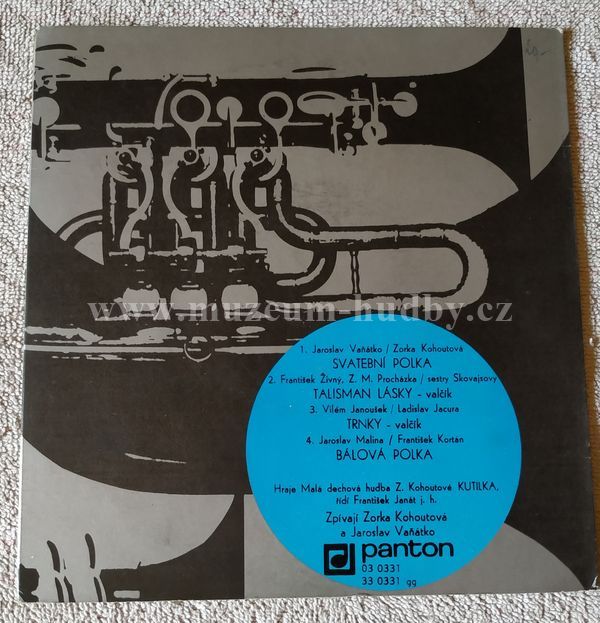 www.muzeum-hudby.cz
1. Jaroslav Vaňátko / Zorka Kohoutová
SVATEBNÍ POLKA
2. František Živný, Z. M. Procházka / sestry Skovajsovy
TALISMAN LÁSKY - valčík
3. Vilém Janoušek / Ladislav Jacura
TRNKY - valčík
4. Jaroslav Malina / František Kortán
BÁLOVÁ POLKA
Hraje Malá dechová hudba Z. Kohoutové KUTILKA,
řídí František Janát j. h.
Zpívají Zorka Kohoutová
a Jaroslav Vaňátko
panton
03 0331
33 0331 gg